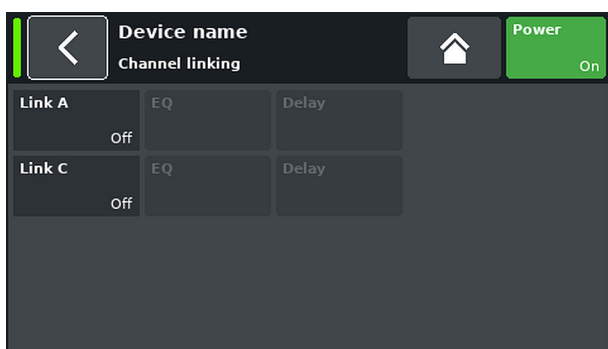 Device name
Channel linking
Power
On
Link A
Off
EQ
Delay
Link C
Off
EQ
Delay